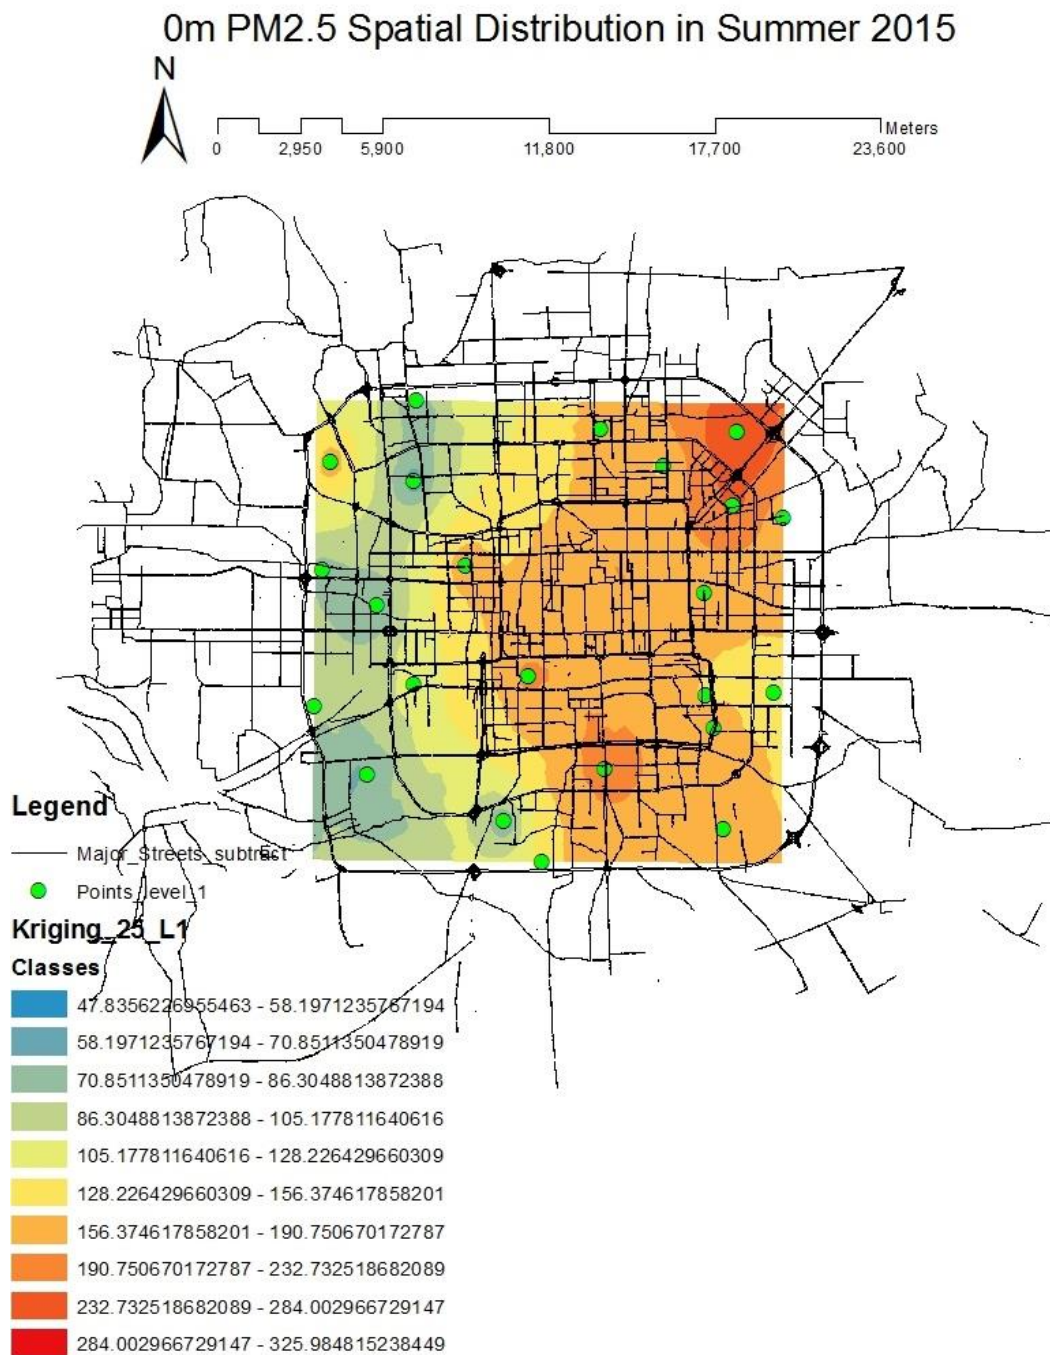 0m PM2.5 Spatial Distribution in Summer 2015
N
Meters
0 2,950 5,900 11,800 17,700 23,600
Legend
Major_Streets_subtract
Points_level_1
Kriging_25_L1
Classes
47.8356226955463 - 58.1971235767194
58.1971235767194 - 70.8511350478919
70.8511350478919 - 86.3048813872388
86.3048813872388 - 105.177811640616
105.177811640616 - 128.226429660309
128.226429660309 - 156.374617858201
156.374617858201 - 190.750670172787
190.750670172787 - 232.732518682089
232.732518682089 - 284.002966729147
284.002966729147 - 325.984815238449